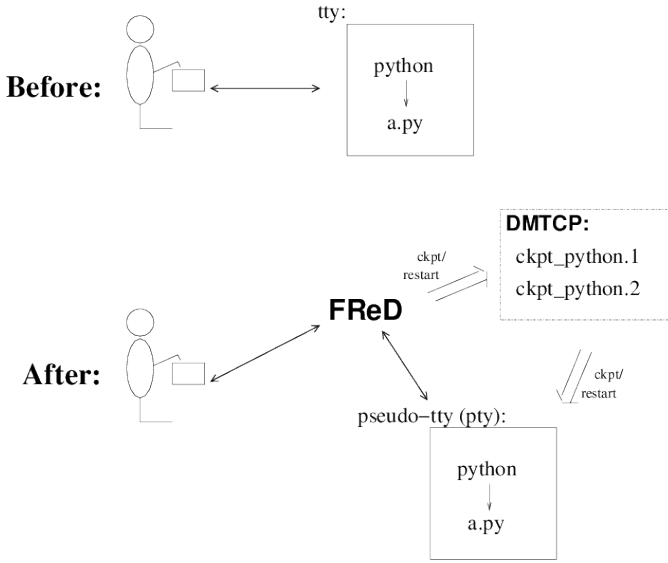 tty:
Before:
python
a.py
DMTCP:
ckpt_python.1
ckpt_python.2
ckpt/
restart
FReD
After:
ckpt/
restart
pseudo−tty (pty):
python
a.py